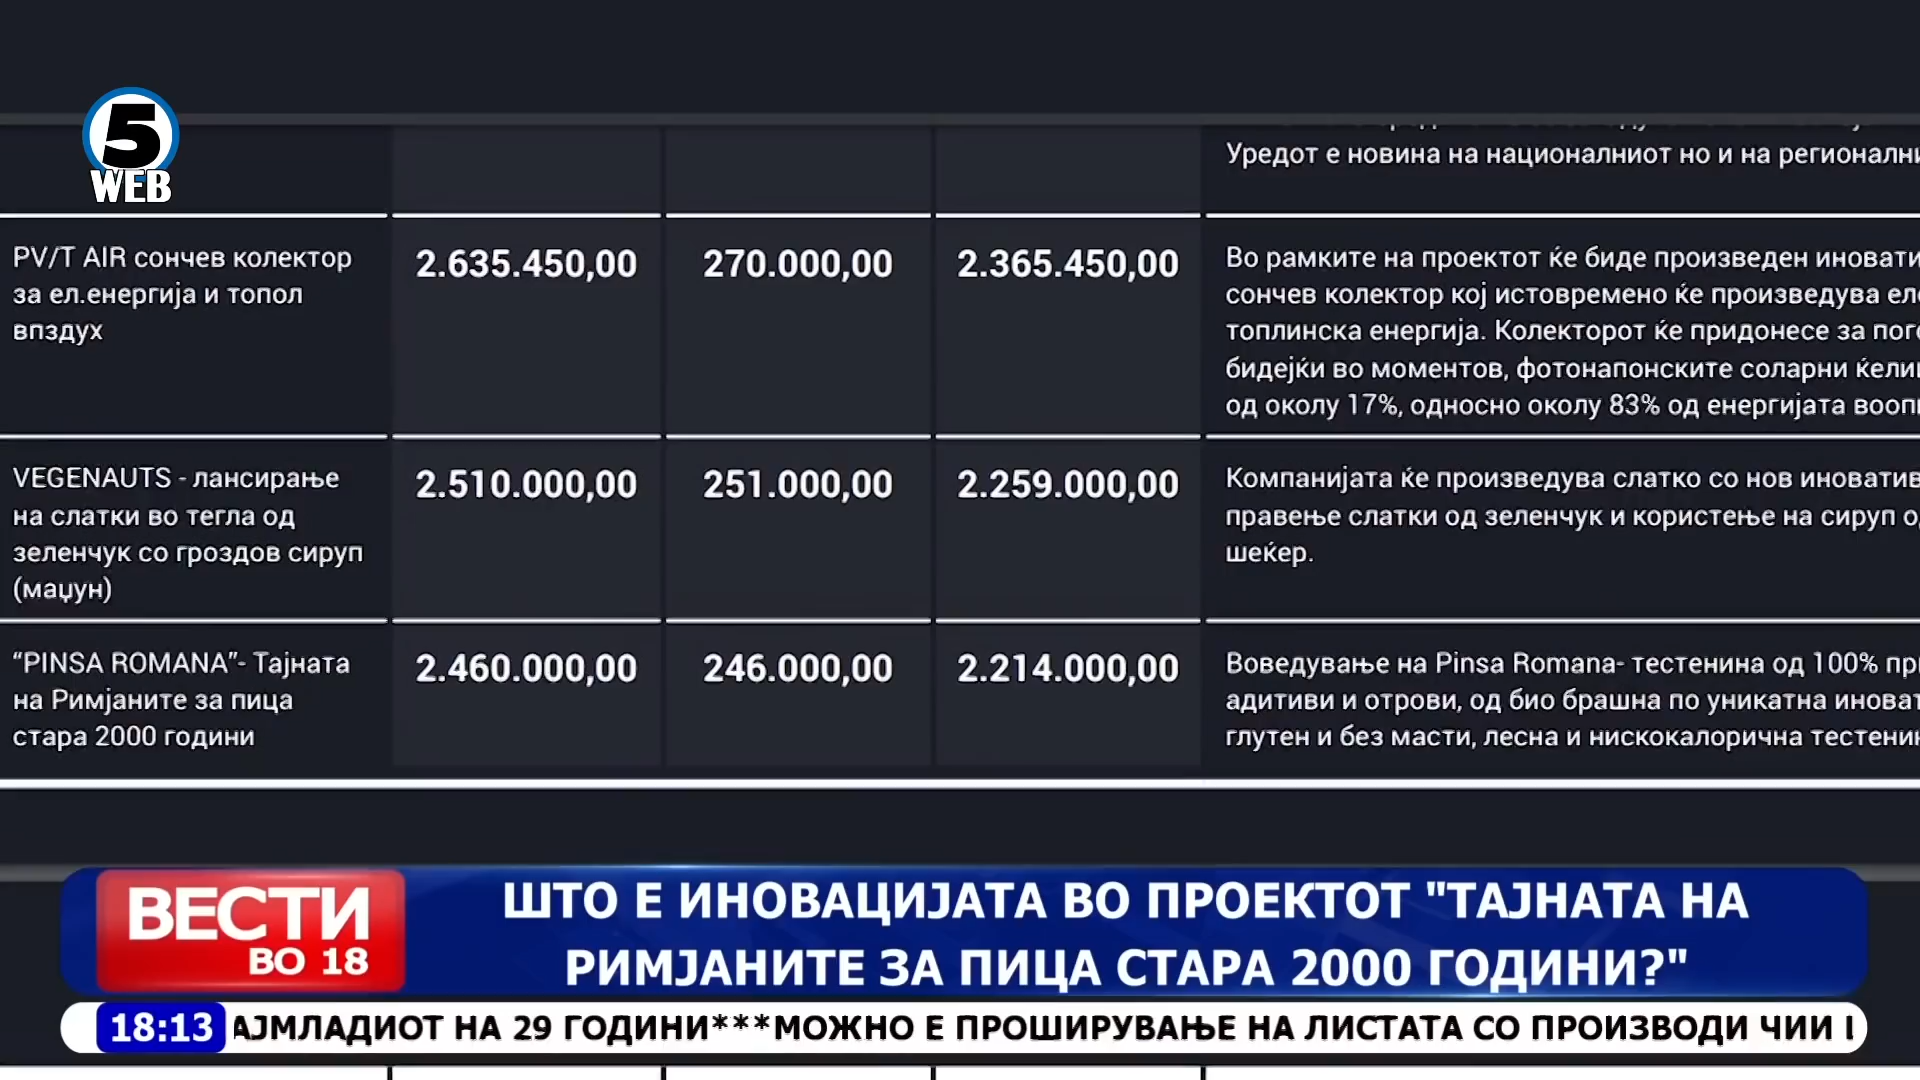 5
WEB
Уредот е новина на националниот но и на
PV/T AIR сончев колектор
за ел.енергија и топол
впздух
2.635.450,00
270.000,00
2.365.450,00
Во рамките на проектот ќе биде произведен
сончев колектор кој истовремено ќе произведува
топлинска енергија. Колекторот ќе придонесе за
бидејќи во моментов, фотонапонските соларни
од околу 17%, односно околу 83% од енергијата
VEGENAUTS - лансирање
на слатки во тегла од
зеленчук со гроздов сируп
(маџун)
2.510.000,00
251.000,00
2.259.000,00
Компанијата ќе произведува слатко со нов
правење слатки од зеленчук и користење на сируп
шеќер.
“PINSA ROMANA”- Тајната
на Римјаните за пица
стара 2000 години
2.460.000,00
246.000,00
2.214.000,00
Воведување на Pinsa Romana- тестенина од 100%
адитиви и отрови, од био брашна по уникатна
глутен и без масти, лесна и нискокалорична
ВЕСТИ
ВО 18
ШТО Е ИНОВАЦИЈАТА ВО ПРОЕКТОТ "ТАЈНАТА НА
РИМЈАНИТЕ ЗА ПИЦА СТАРА 2000 ГОДИНИ?"
18:13
АЈМЛАДИОТ НА 29 ГОДИНИ***МОЖНО Е ПРОШИРУВАЊЕ НА ЛИСТАТА СО ПРОИЗВОДИ ЧИИ